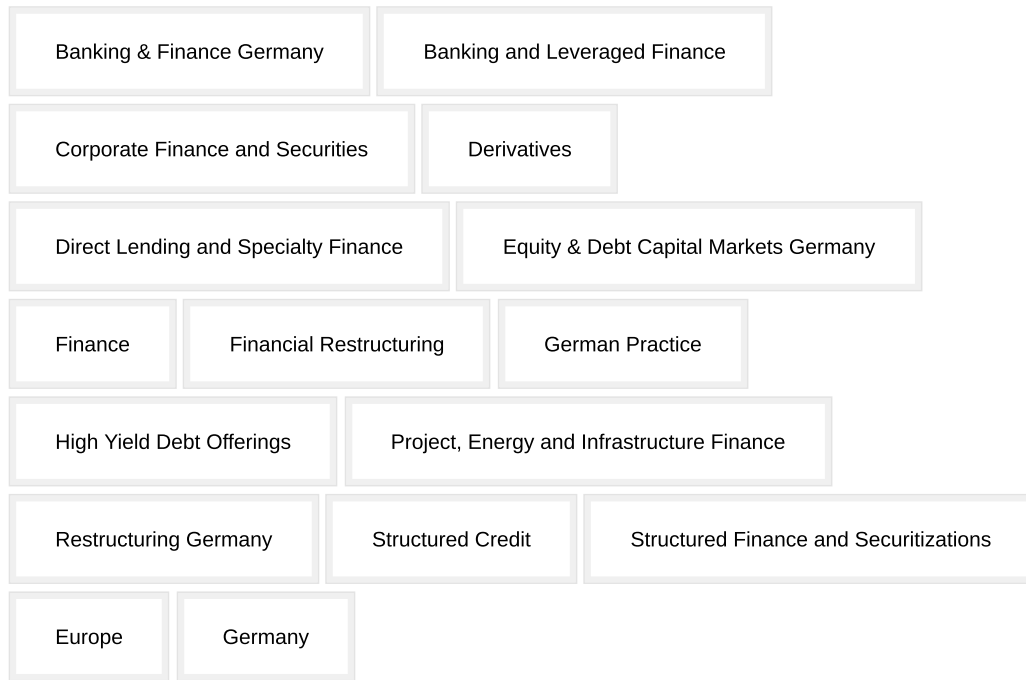 Banking & Finance Germany
Banking and Leveraged Finance
Corporate Finance and Securities
Derivatives
Direct Lending and Specialty Finance
Equity & Debt Capital Markets Germany
Finance
Financial Restructuring
German Practice
High Yield Debt Offerings
Project, Energy and Infrastructure Finance
Restructuring Germany
Structured Credit
Structured Finance and Securitizations
Europe
Germany